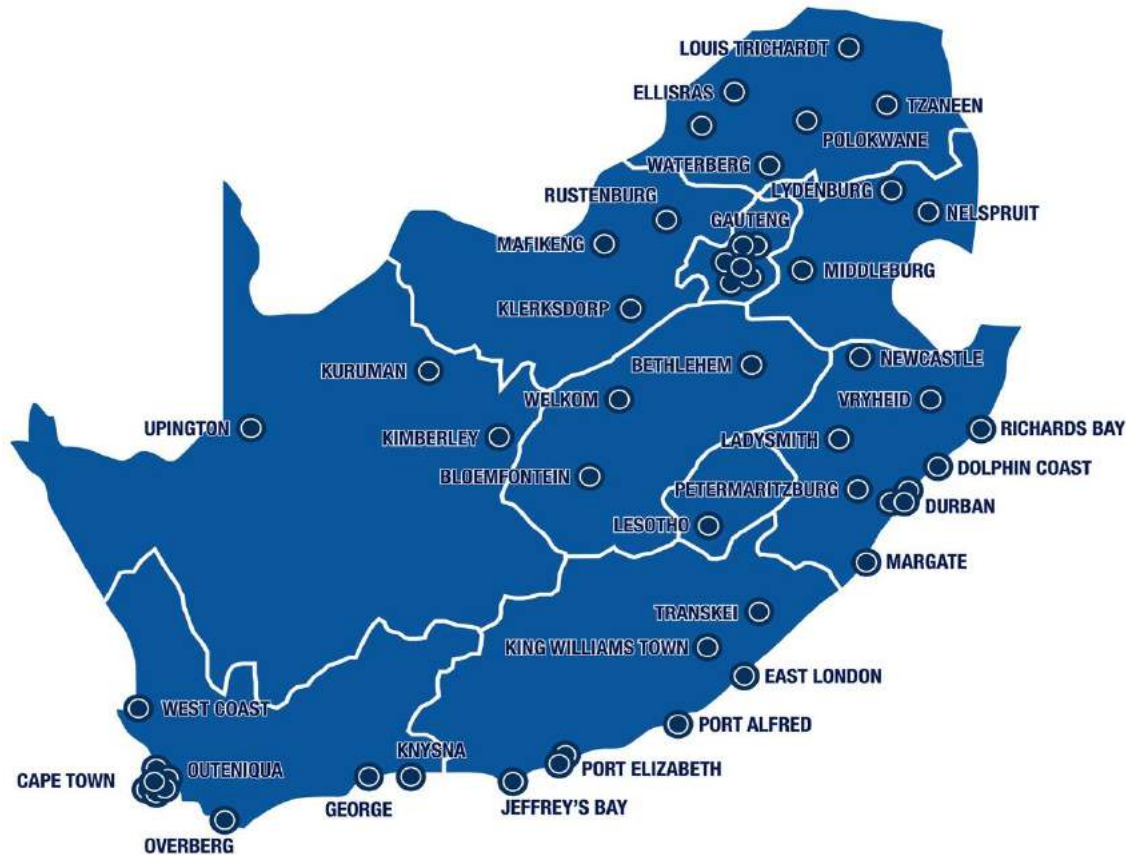 LOUIS TRICHARDT
ELLISRAS
TZANEEN
POLOKWANE
WATERBERG
LYDENBURG
RUSTENBURG
NELSPRUIT
GAUTENG
MAFIKENG
MIDDLEBURG
KLERKSDORP
NEWCASTLE
BETHLEHEM
KURUMAN
WELKOM
VRYHEID
UPINGTON
KIMBERLEY
LADYSMITH
RICHARDS BAY
DOLPHIN COAST
BLOEMFONTEIN
PETERMARITZBURG
DURBAN
LESOTHO
MARGATE
TRANSKEI
KING WILLIAMS TOWN
EAST LONDON
WEST COAST
PORT ALFRED
KNYSNA
OUTENIQUA
CAPE TOWN
PORT ELIZABETH
GEORGE
JEFFREY'S BAY
OVERBERG